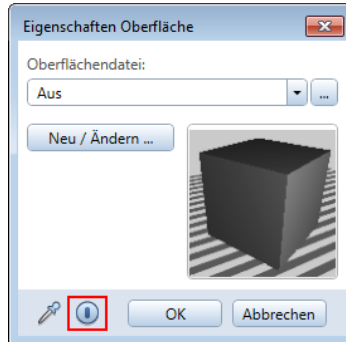 Eigenschaften Oberfläche
Oberflächendatei:
Aus
...
Neu / Ändern ...
OK
Abbrechen